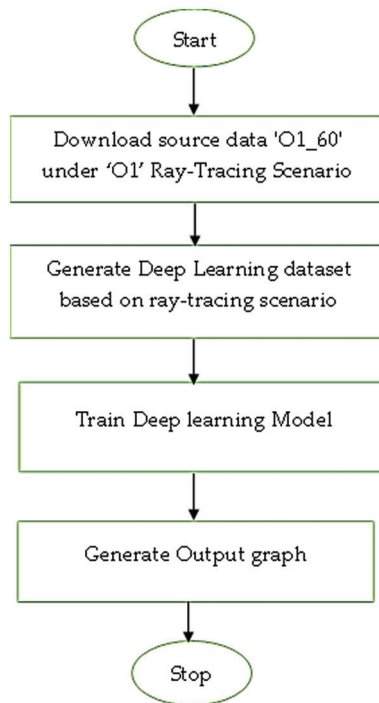 Start
Download source data 'O1_60'
under ‘O1’ Ray-Tracing Scenario
Generate Deep Learning dataset
based on ray-tracing scenario
Train Deep learning Model
Generate Output graph
Stop